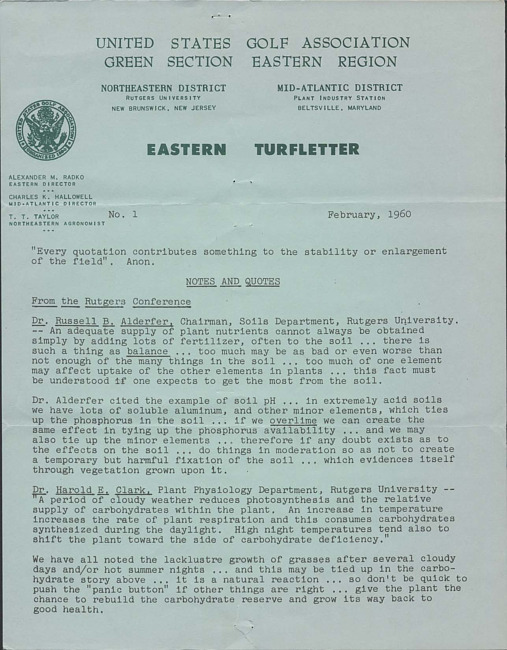 UNITED STATES GOLF ASSOCIATION
GREEN SECTION EASTERN REGION
NORTHEASTERN DISTRICT
RUTGERS UNIVERSITY
NEW BRUNSWICK, NEW JERSEY
MID-ATLANTIC DISTRICT
PLANT INDUSTRY STATION
BELTSVILLE, MARYLAND
EASTERN TURFLETTER
ALEXANDER M. RADKO
EASTERN DIRECTOR
CHARLES K. HALLOWELL
MID-ATLANTIC DIRECTOR
T. T. TAYLOR
NORTHEASTERN AGRONOMIST
No. 1
February, 1960
"Every quotation contributes something to the stability or enlargement
of the field". Anon.
NOTES AND QUOTES
From the Rutgers Conference
Dr. Russell B. Alderfer, Chairman, Soils Department, Rutgers University.
-- An adequate supply of plant nutrients cannot always be obtained
simply by adding lots of fertilizer, often to the soil ... there is
such a thing as balance ... too much may be as bad or even worse than
not enough of the many things in the soil ... too much of one element
may affect uptake of the other elements in plants ... this fact must
be understood if one expects to get the most from the soil.
Dr. Alderfer cited the example of soil pH ... in extremely acid soils
we have lots of soluble aluminum, and other minor elements, which ties
up the phosphorus in the soil ... if we overlime we can create the
same effect in tying up the phosphorus availability ... and we may
also tie up the minor elements ... therefore if any doubt exists as to
the effects on the soil ... do things in moderation so as not to create
a temporary but harmful fixation of the soil ... which evidences itself
through vegetation grown upon it.
Dr. Harold E. Clark, Plant Physiology Department, Rutgers University --
"A period of cloudy weather reduces photosynthesis and the relative
supply of carbohydrates within the plant. An increase in temperature
increases the rate of plant respiration and this consumes carbohydrates
synthesized during the daylight. High night temperatures tend also to
shift the plant toward the side of carbohydrate deficiency."
We have all noted the lacklustre growth of grasses after several cloudy
days and/or hot summer nights ... and this may be tied up in the carbo-
hydrate story above ... it is a natural reaction ... so don't be quick to
push the "panic button" if other things are right ... give the plant the
chance to rebuild the carbohydrate reserve and grow its way back to
good health.